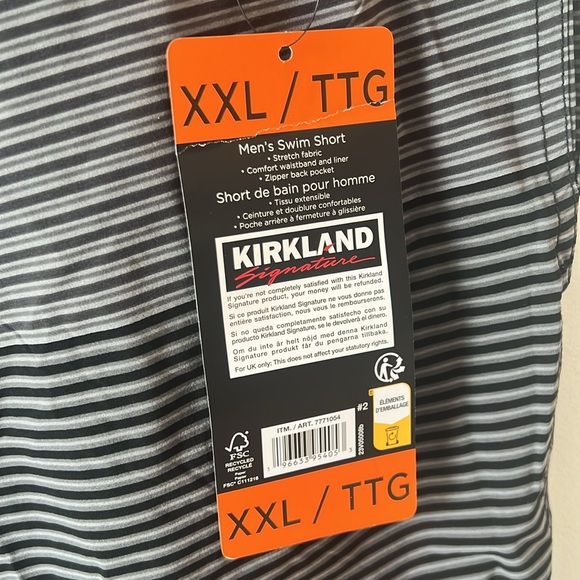 XXL / TTG
Men's Swim Short
• Stretch fabric
• Comfort waistband and liner
• Zipper back pocket
Short de bain pour homme
• Tissu extensible
• Ceinture et doublure confortables
• Poche arrière à fermeture à glissière
KIRKLAND
Signature
If you're not completely satisfied with this Kirkland
Signature product, your money will be refunded.
Si ce produit Kirkland Signature ne vous donne pas
entière satisfaction, nous vous le rembourserons.
Si no queda completamente satisfecho con su
producto Kirkland Signature, se le devolverá el dinero.
Om du inte är helt nöjd med denna Kirkland
Signature produkt får du pengarna tillbaka.
For UK only: This does not affect your statutory rights.
ÉLÉMENTS
D'EMBALLAGE
#2
ITM. / ART. 7771054
1 96633 95405 3
FSC
RECYCLED
RECYCLÉ
Paper
Papier
FSC® C111216
XXL / TTG